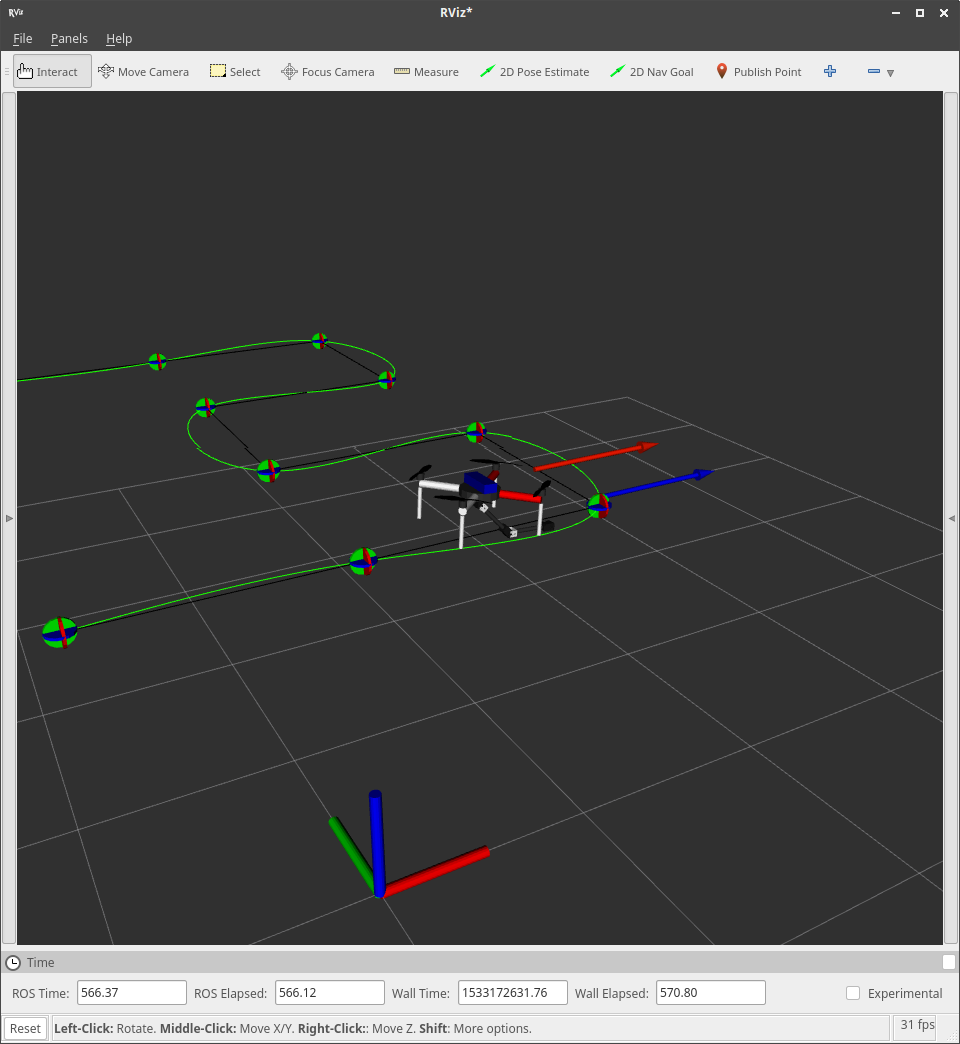 RViz RViz*
File Panels Help
Interact Move Camera Select Focus Camera Measure 2D Pose Estimate 2D Nav Goal Publish Point
Time
ROS Time: 566.37 ROS Elapsed: 566.12 Wall Time: 1533172631.76 Wall Elapsed: 570.80 Experimental
Reset Left-Click: Rotate. Middle-Click: Move X/Y. Right-Click:: Move Z. Shift: More options. 31 fps